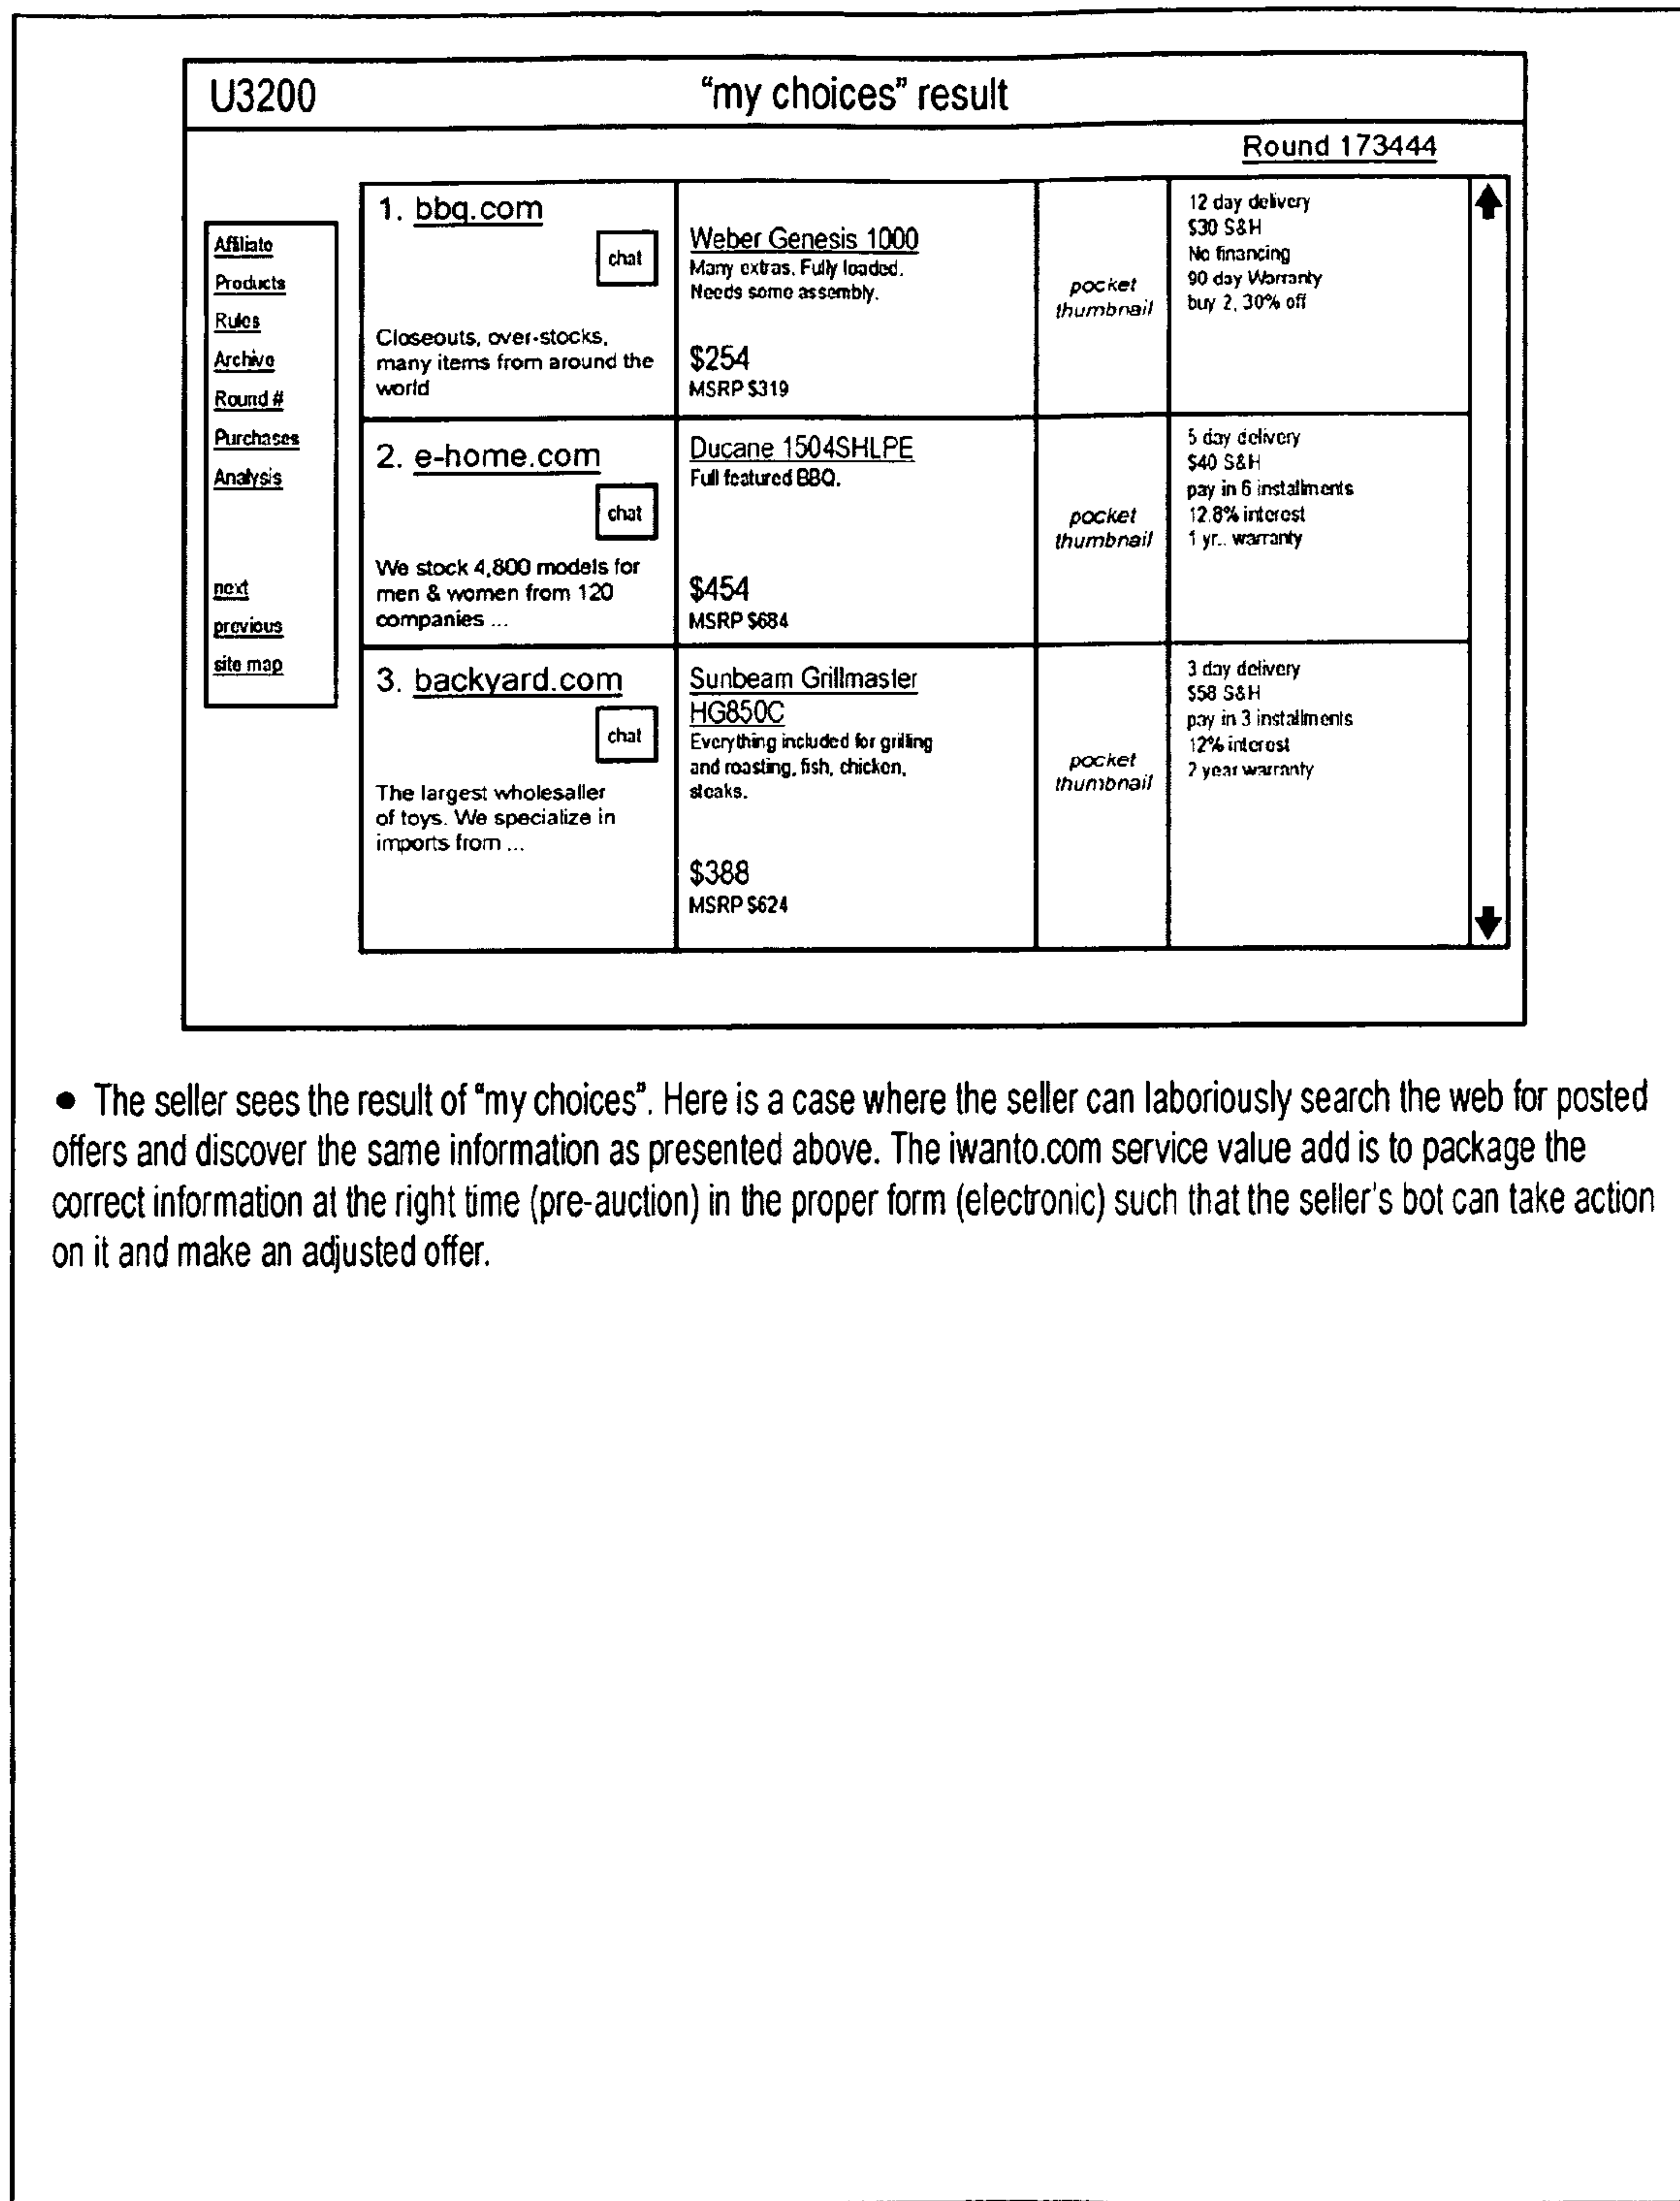 U3200
"my choices" result
Round 173444
Affiliate
Products
Rules
Archive
Round #
Purchases
Analysis
next
previous
site map
1. bbq.com
chat
Closeouts, over-stocks,
many items from around the
world
Weber Genesis 1000
Many extras. Fully loaded.
Needs some assembly.
$254
MSRP $319
pocket
thumbnail
12 day delivery
$30 S&H
No financing
90 day Warranty
buy 2, 30% off
2. e-home.com
chat
We stock 4,800 models for
men & women from 120
companies ...
Ducane 1504SHLPE
Full featured BBQ.
$454
MSRP $684
pocket
thumbnail
5 day delivery
$40 S&H
pay in 6 installments
12.8% interest
1 yr.. warranty
3. backyard.com
chat
The largest wholesaller
of toys. We specialize in
imports from ...
Sunbeam Grillmaster
HG850C
Everything included for grilling
and roasting, fish, chicken,
steaks.
$388
MSRP $624
pocket
thumbnail
3 day delivery
$58 S&H
pay in 3 installments
12% interest
2 year warranty
• The seller sees the result of "my choices". Here is a case where the seller can laboriously search the web for posted
offers and discover the same information as presented above. The iwanto.com service value add is to package the
correct information at the right time (pre-auction) in the proper form (electronic) such that the seller's bot can take action
on it and make an adjusted offer.